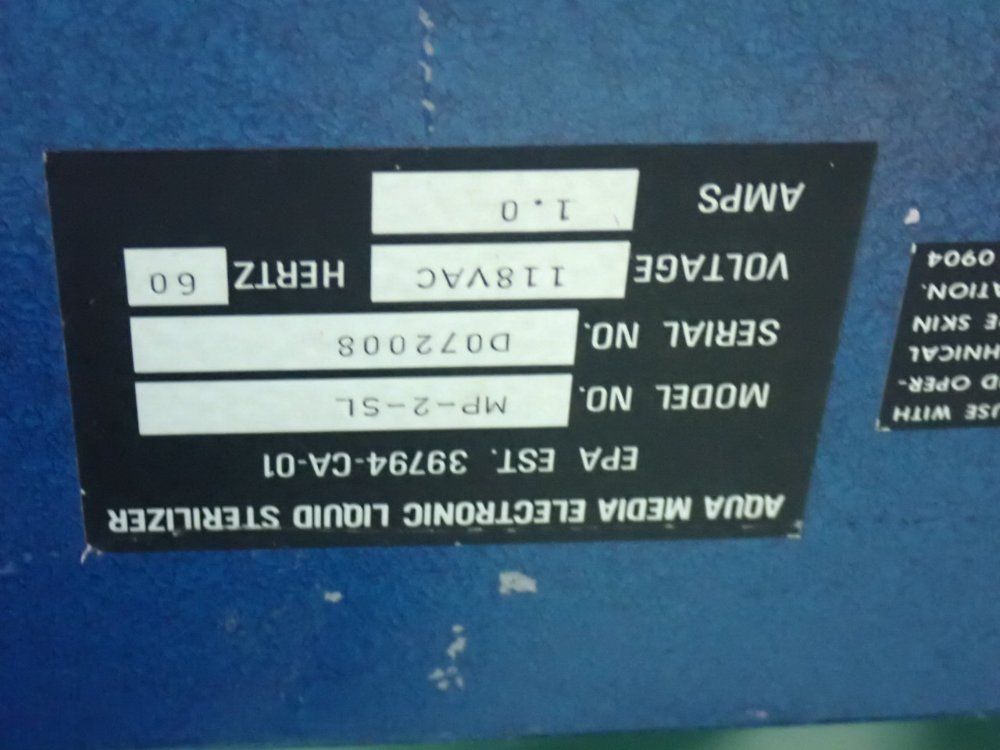 AQUA MEDIA ELECTRONIC LIQUID STERILIZER
EPA EST. 39794-CA-01
MODEL NO. MP-2-SL
SERIAL NO. D072008
VOLTAGE 118VAC HERTZ 60
AMPS 1.0
USE WITH
D OPER-
HNICAL
E SKIN
ATION.
0904